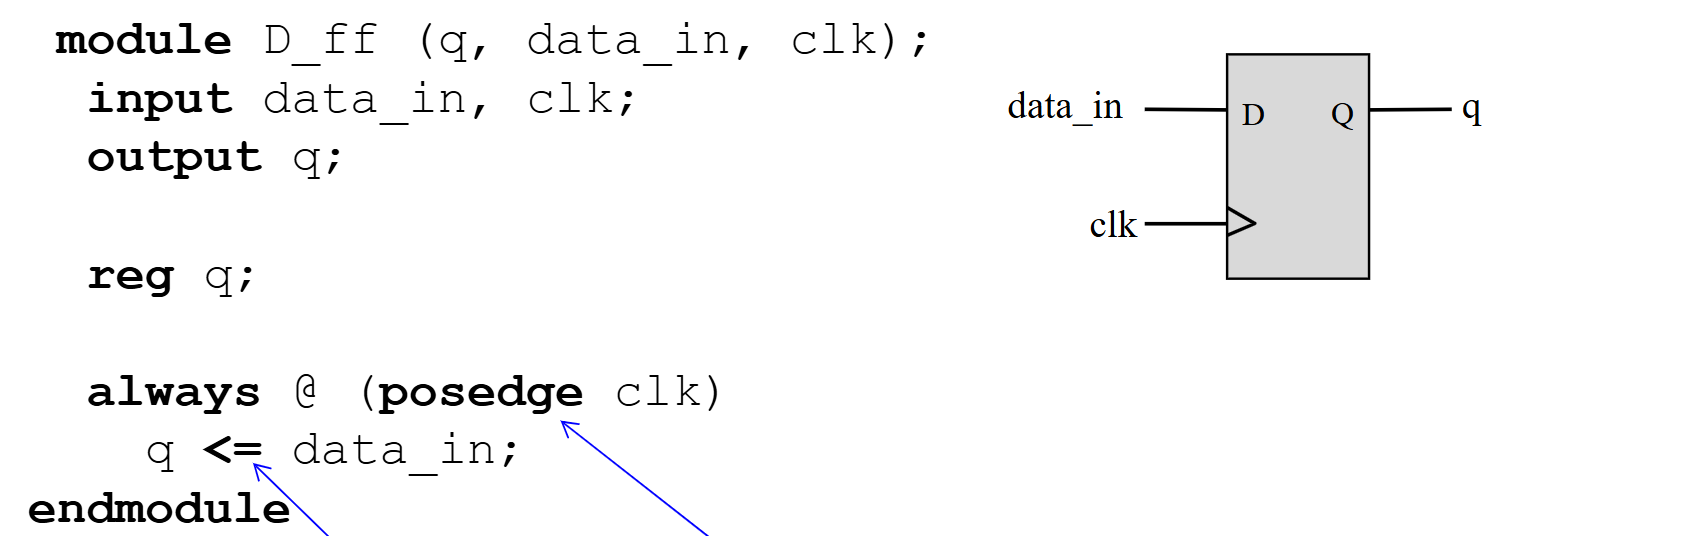 module D_ff (q, data_in, clk);
input data_in, clk;
output q;
reg q;
always @ (posedge clk)
q <= data_in;
endmodule
data_in D Q q
clk